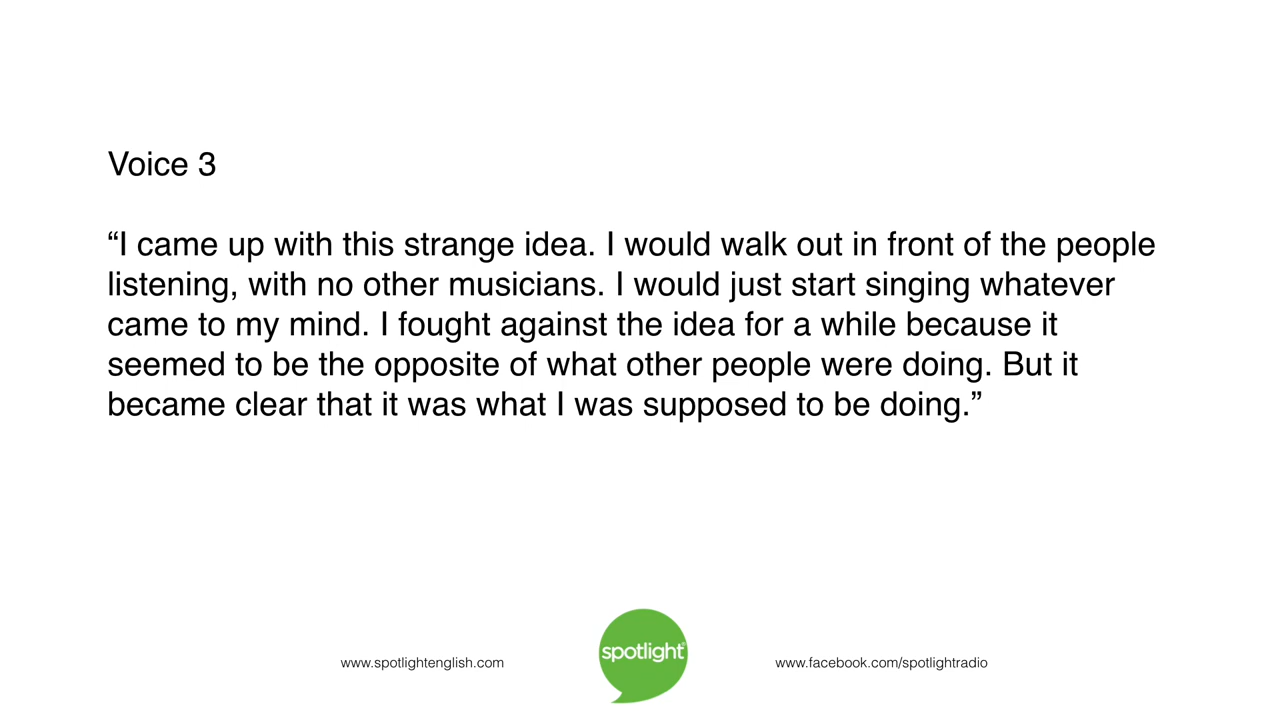 Voice 3
“I came up with this strange idea. I would walk out in front of the people
listening, with no other musicians. I would just start singing whatever
came to my mind. I fought against the idea for a while because it
seemed to be the opposite of what other people were doing. But it
became clear that it was what I was supposed to be doing.”
www.spotlightenglish.com
spotlight®
www.facebook.com/spotlightradio